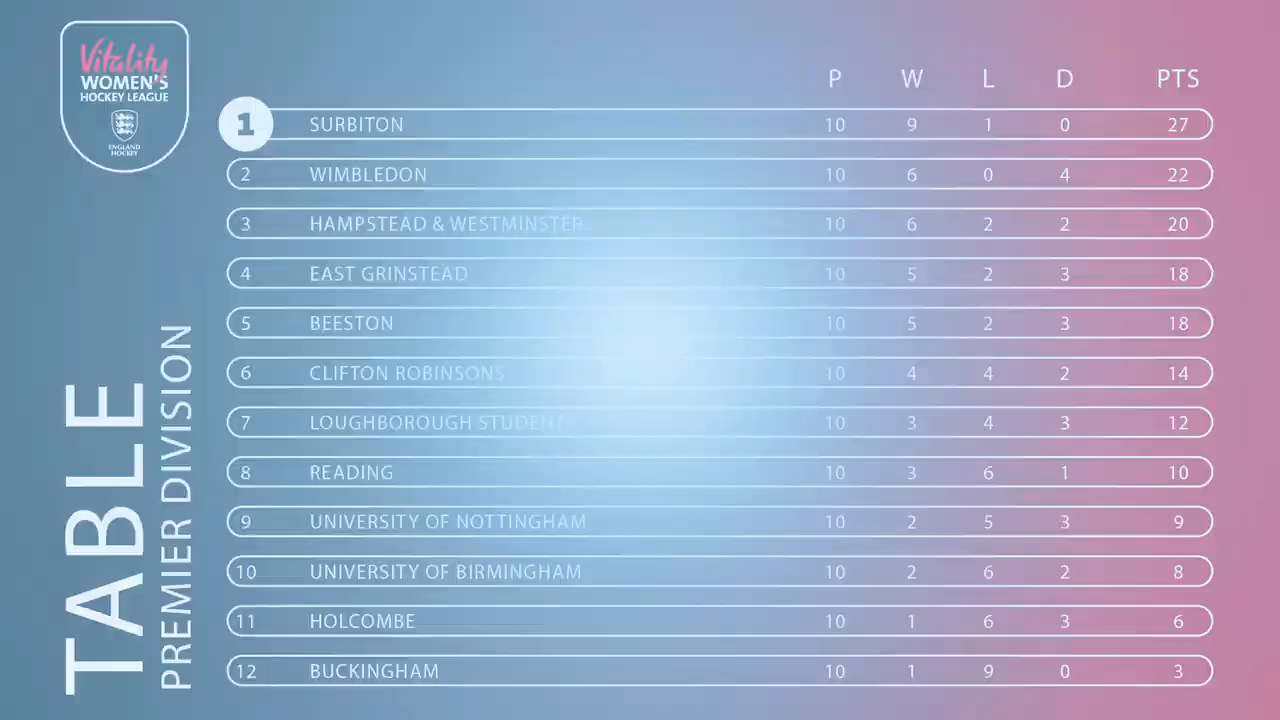 Vitality
WOMEN'S
HOCKEY LEAGUE
ENGLAND
HOCKEY
TABLE
PREMIER DIVISION
P W L D PTS
1 SURBITON 10 9 1 0 27
2 WIMBLEDON 10 6 0 4 22
3 HAMPSTEAD & WESTMINSTER 10 6 2 2 20
4 EAST GRINSTEAD 10 5 2 3 18
5 BEESTON 10 5 2 3 18
6 CLIFTON ROBINSONS 10 4 4 2 14
7 LOUGHBOROUGH STUDENTS 10 3 4 3 12
8 READING 10 3 6 1 10
9 UNIVERSITY OF NOTTINGHAM 10 2 5 3 9
10 UNIVERSITY OF BIRMINGHAM 10 2 6 2 8
11 HOLCOMBE 10 1 6 3 6
12 BUCKINGHAM 10 1 9 0 3